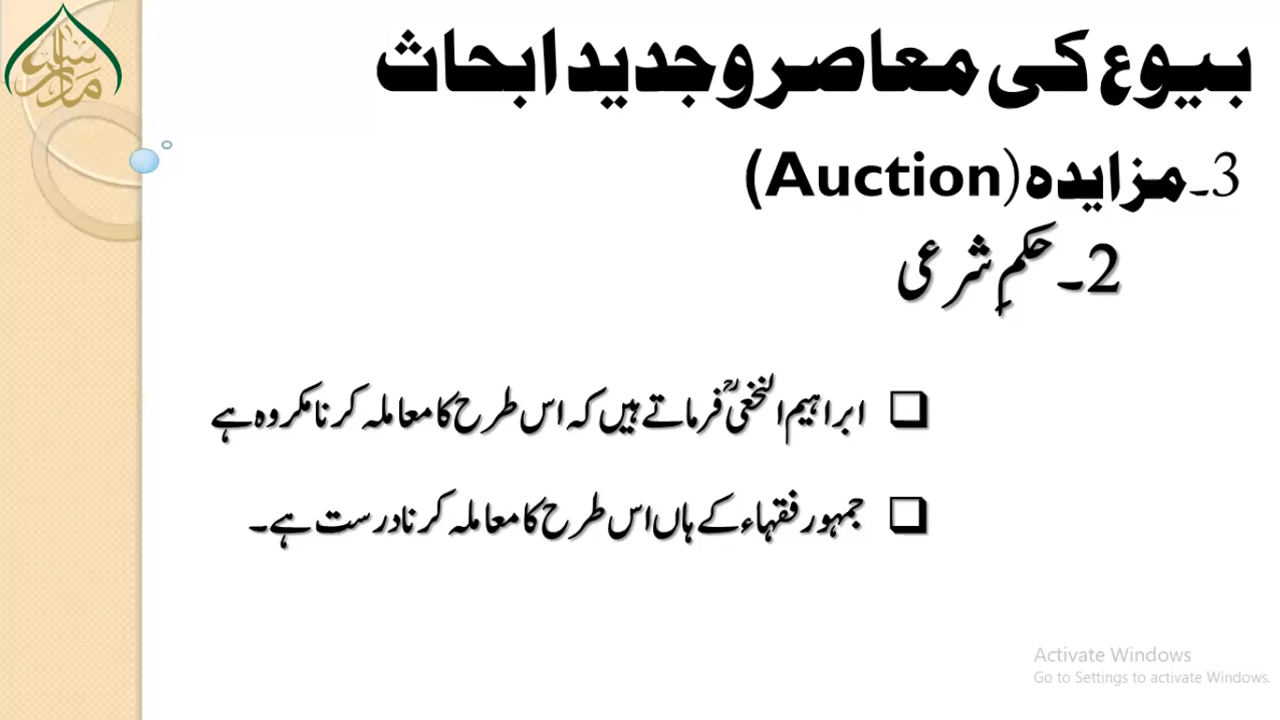 بیوع کی معاصر و جدید ابحاث
3۔مزایدہ (Auction)
2۔حکمِ شرعی
❑ ابراہیم النخعیؒ فرماتے ہیں کہ اس طرح کا معاملہ کرنا مکروہ ہے
❑ جمہور فقہاء کے ہاں اس طرح کا معاملہ کرنا درست ہے۔
Activate Windows
Go to Settings to activate Windows.